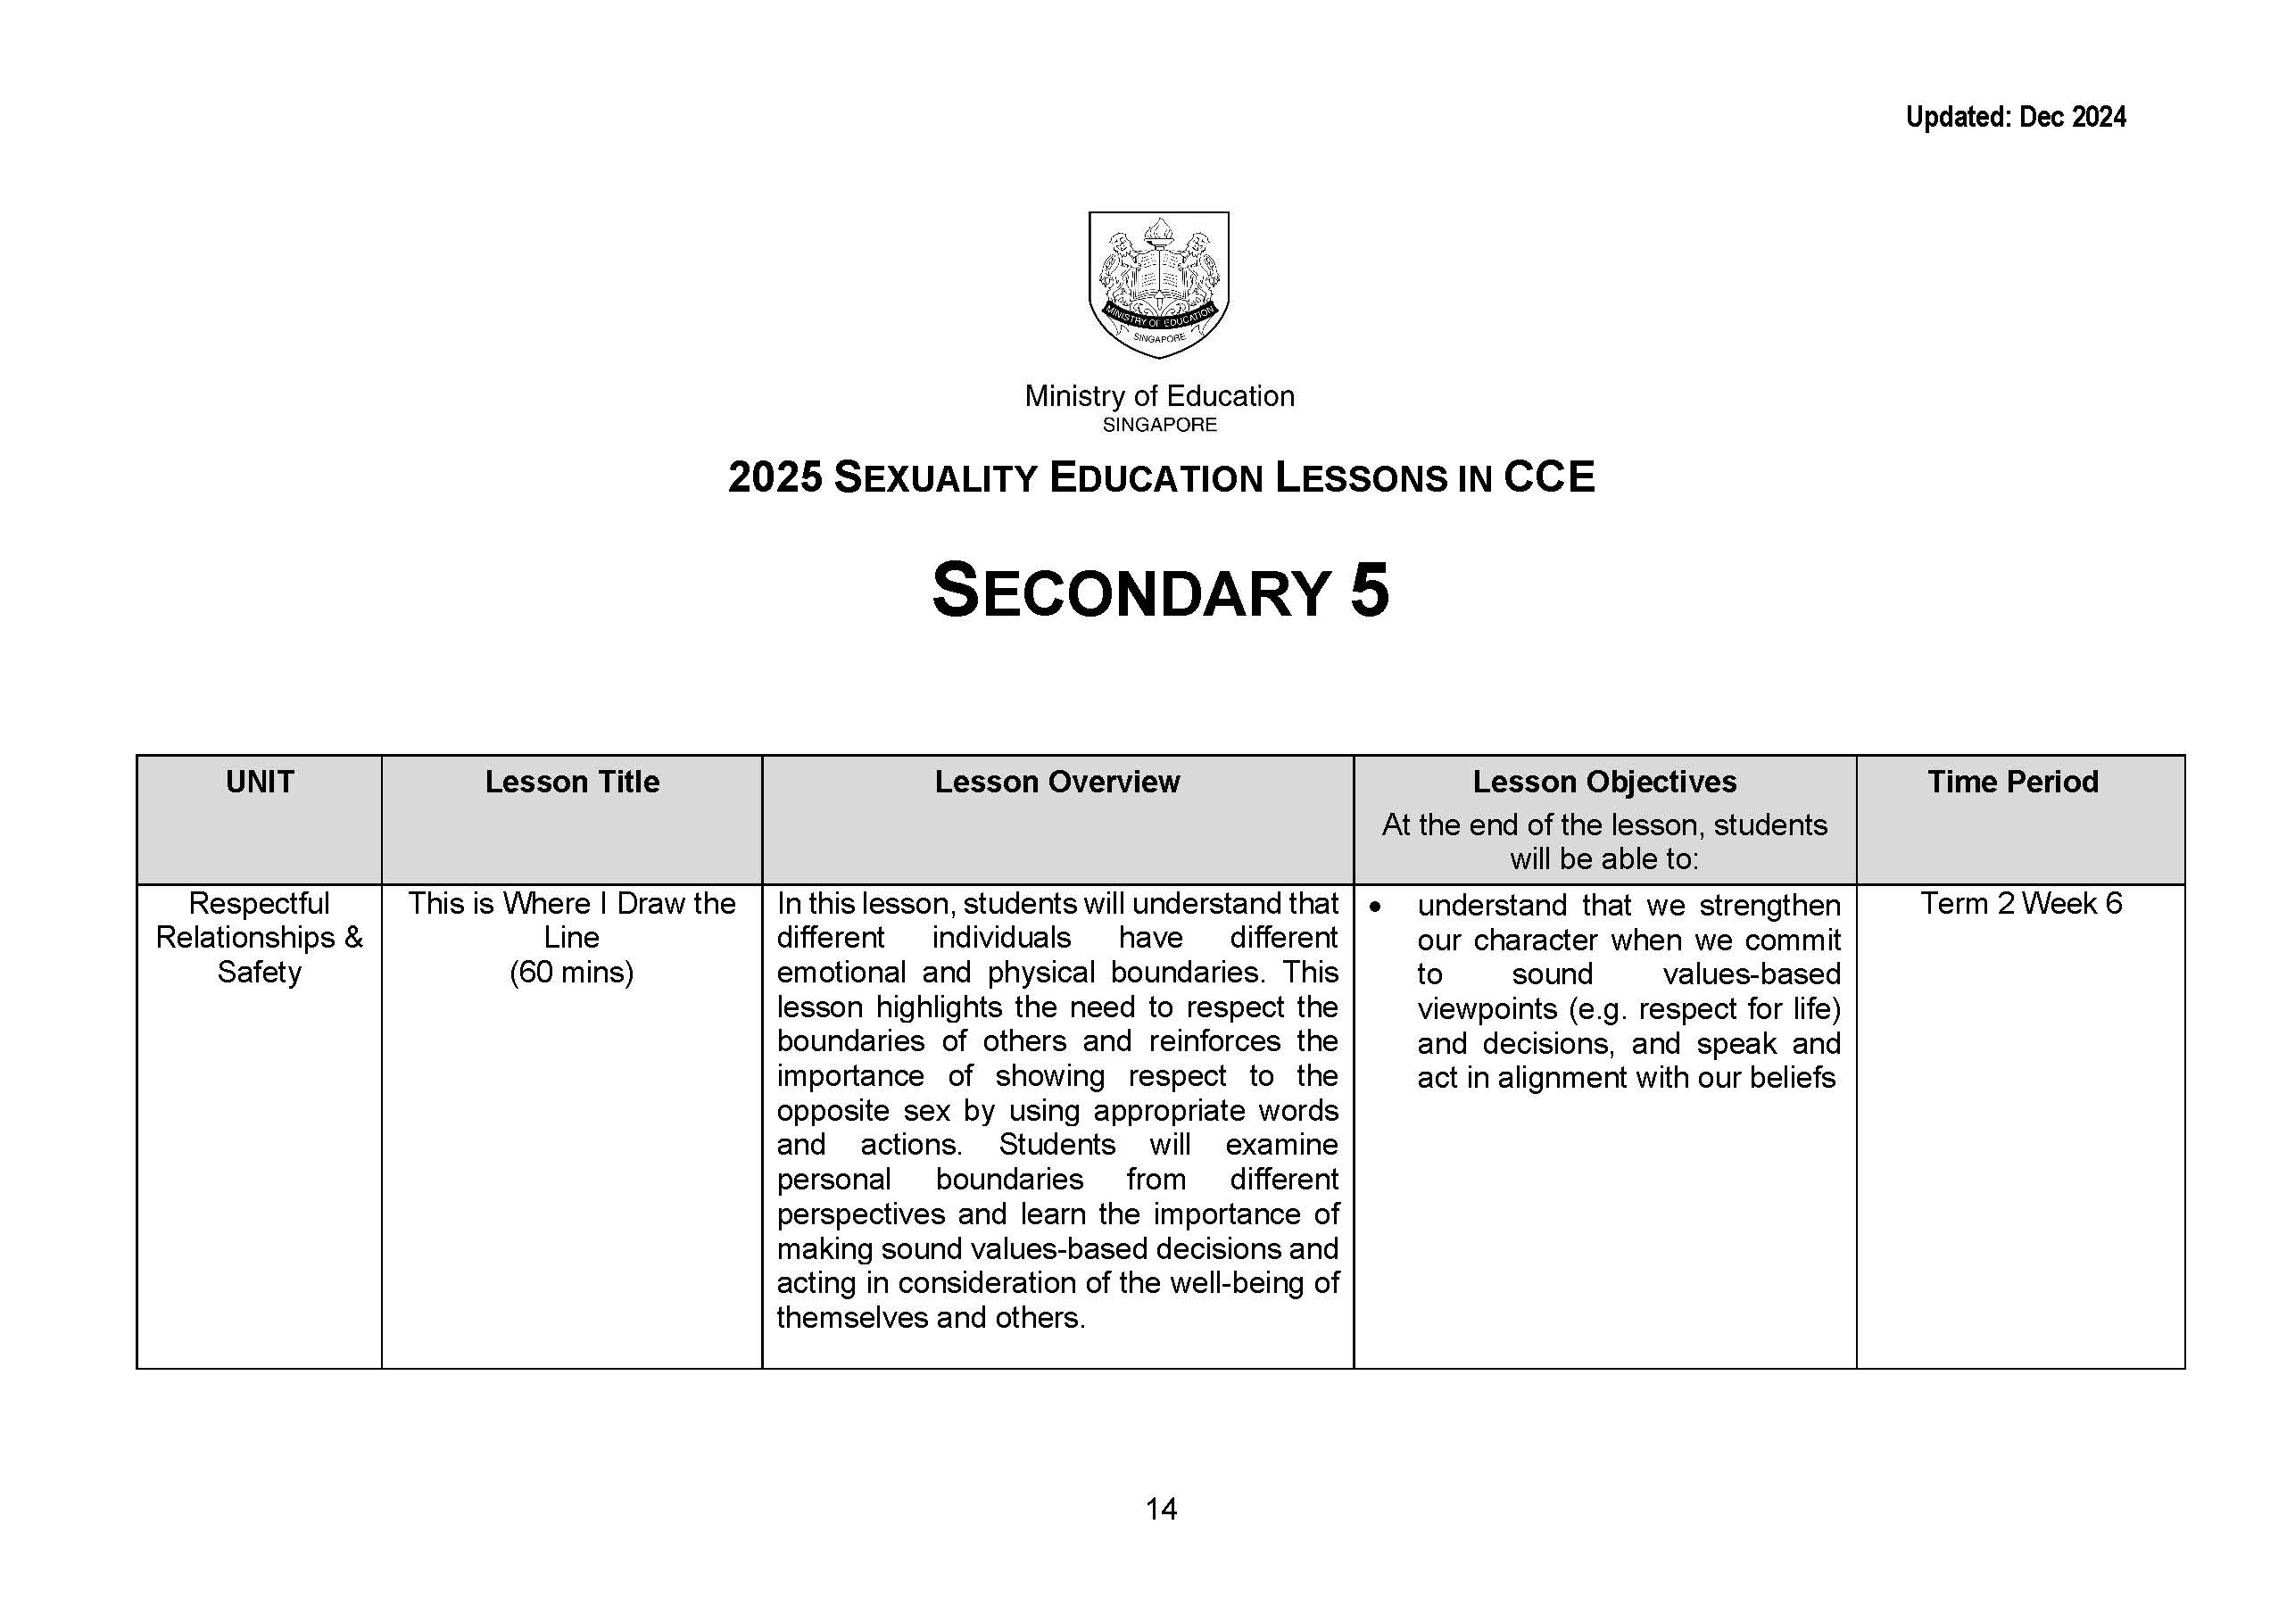 Updated: Dec 2024
MINISTRY OF EDUCATION
SINGAPORE
Ministry of Education
SINGAPORE
2025 SEXUALITY EDUCATION LESSONS IN CCE
SECONDARY 5
UNIT
Lesson Title
Lesson Overview
Lesson Objectives
At the end of the lesson, students
will be able to:
Time Period
Respectful
Relationships &
Safety
This is Where I Draw the
Line
(60 mins)
In this lesson, students will understand that
different individuals have different
emotional and physical boundaries. This
lesson highlights the need to respect the
boundaries of others and reinforces the
importance of showing respect to the
opposite sex by using appropriate words
and actions. Students will examine
personal boundaries from different
perspectives and learn the importance of
making sound values-based decisions and
acting in consideration of the well-being of
themselves and others.
• understand that we strengthen
our character when we commit
to sound values-based
viewpoints (e.g. respect for life)
and decisions, and speak and
act in alignment with our beliefs
Term 2 Week 6
14